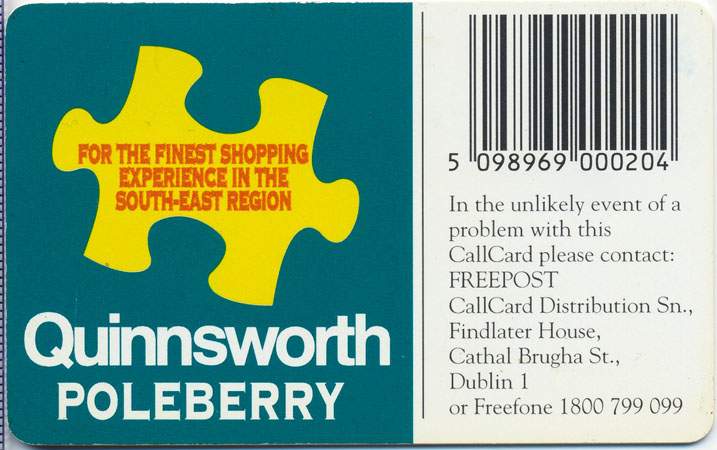 FOR THE FINEST SHOPPING
EXPERIENCE IN THE
SOUTH-EAST REGION
Quinnsworth
POLEBERRY
5 098969 000204
In the unlikely event of a
problem with this
CallCard please contact:
FREEPOST
CallCard Distribution Sn.,
Findlater House,
Cathal Brugha St.,
Dublin 1
or Freefone 1800 799 099